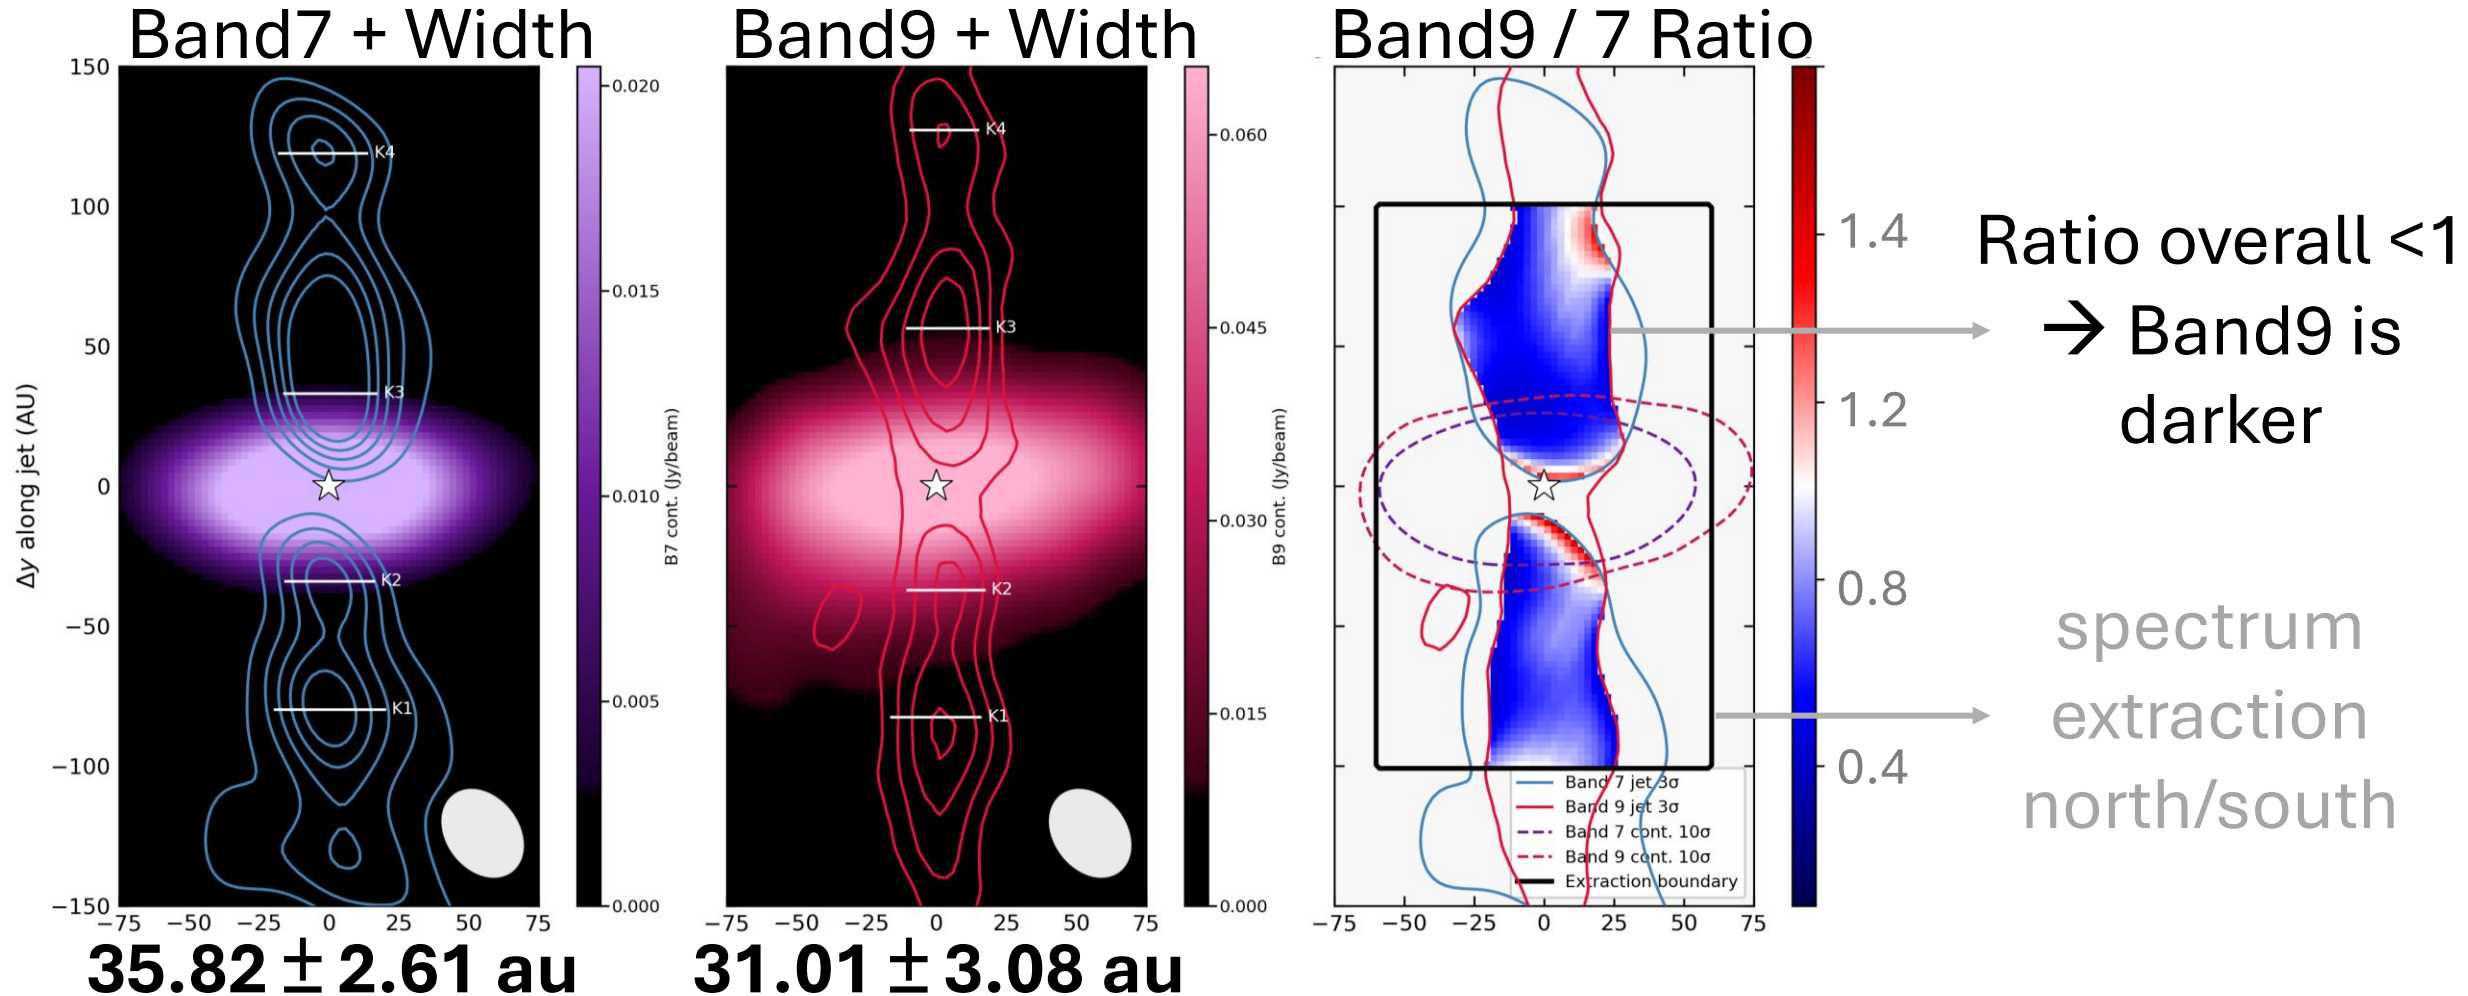 Band7 + Width
Band9 + Width
Band9 / 7 Ratio
150
100
50
0
−50
−100
−150
Δy along jet (AU)
−75 −50 −25 0 25 50 75
K4
K3
K2
K1
0.020
0.015
0.010
0.005
0.000
B7 cont. (Jy/beam)
35.82 ± 2.61 au
K4
K3
K2
K1
−75 −50 −25 0 25 50 75
0.060
0.045
0.030
0.015
0.000
B9 cont. (Jy/beam)
31.01 ± 3.08 au
−75 −50 −25 0 25 50 75
Band 7 jet 3σ
Band 9 jet 3σ
Band 7 cont. 10σ
Band 9 cont. 10σ
Extraction boundary
1.4
1.2
0.8
0.4
Ratio overall <1
→ Band9 is
darker
spectrum
extraction
north/south